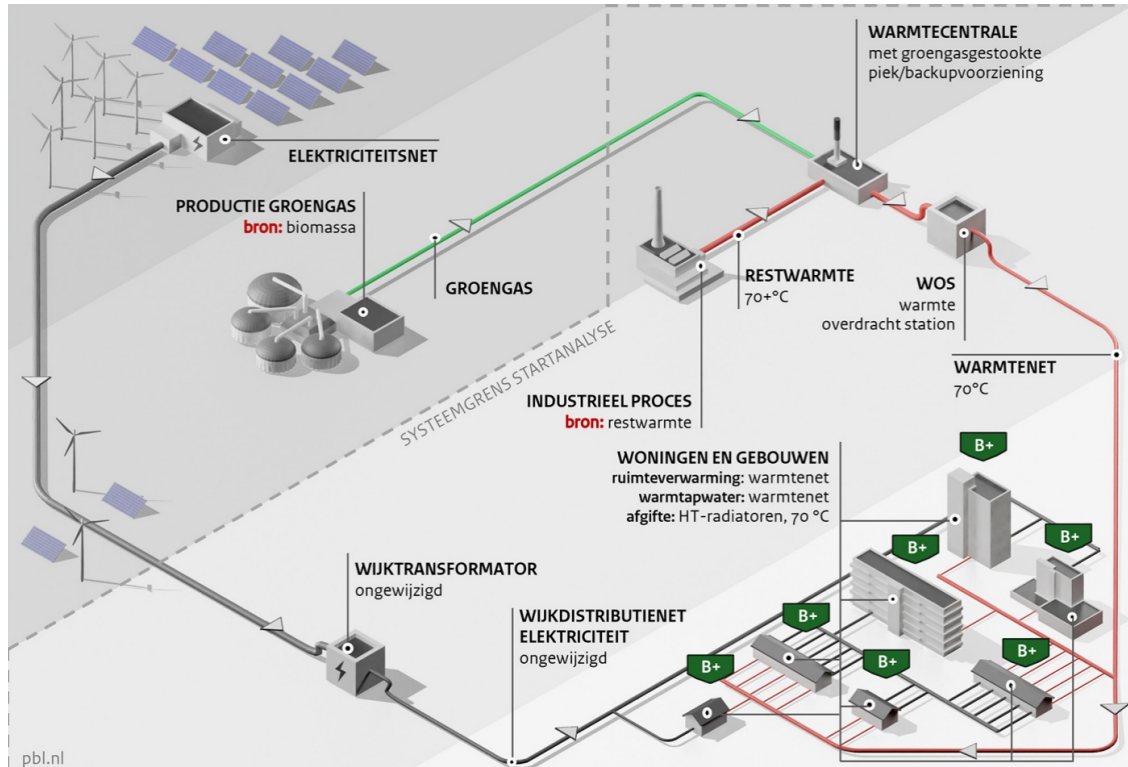 WARMTECENTRALE
met groengasgestookte
piek/backupvoorziening
ELEKTRICITEITSNET
PRODUCTIE GROENGAS
bron: biomassa
GROENGAS
RESTWARMTE
70+°C
WOS
warmte
overdracht station
WARMTENET
70°C
SYSTEEMGRENS STARTANALYSE
INDUSTRIEEL PROCES
bron: restwarmte
WONINGEN EN GEBOUWEN
ruimteverwarming: warmtenet
warmtapwater: warmtenet
afgifte: HT-radiatoren, 70 °C
B+
B+
B+
B+
B+
B+
B+
WIJKTRANSFORMATOR
ongewijzigd
WIJKDISTRIBUTIENET
ELEKTRICITEIT
ongewijzigd
pbl.nl